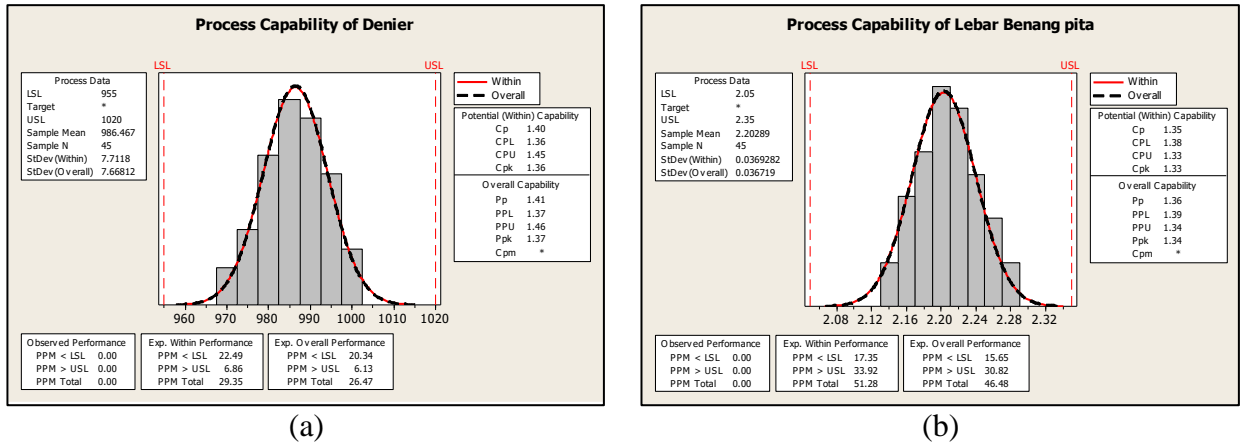 Process Capability of Denier
LSL USL
Process Data
LSL 955
Target *
USL 1020
Sample Mean 986.467
Sample N 45
StDev(Within) 7.7118
StDev(Overall) 7.66812
Within
Overall
Potential (Within) Capability
Cp 1.40
CPL 1.36
CPU 1.45
Cpk 1.36
Overall Capability
Pp 1.41
PPL 1.37
PPU 1.46
Ppk 1.37
Cpm *
960 970 980 990 1000 1010 1020
Observed Performance
PPM < LSL 0.00
PPM > USL 0.00
PPM Total 0.00
Exp. Within Performance
PPM < LSL 22.49
PPM > USL 6.86
PPM Total 29.35
Exp. Overall Performance
PPM < LSL 20.34
PPM > USL 6.13
PPM Total 26.47
(a)
Process Capability of Lebar Benang pita
LSL USL
Process Data
LSL 2.05
Target *
USL 2.35
Sample Mean 2.20289
Sample N 45
StDev(Within) 0.0369282
StDev(Overall) 0.036719
Within
Overall
Potential (Within) Capability
Cp 1.35
CPL 1.38
CPU 1.33
Cpk 1.33
Overall Capability
Pp 1.36
PPL 1.39
PPU 1.34
Ppk 1.34
Cpm *
2.08 2.12 2.16 2.20 2.24 2.28 2.32
Observed Performance
PPM < LSL 0.00
PPM > USL 0.00
PPM Total 0.00
Exp. Within Performance
PPM < LSL 17.35
PPM > USL 33.92
PPM Total 51.28
Exp. Overall Performance
PPM < LSL 15.65
PPM > USL 30.82
PPM Total 46.48
(b)